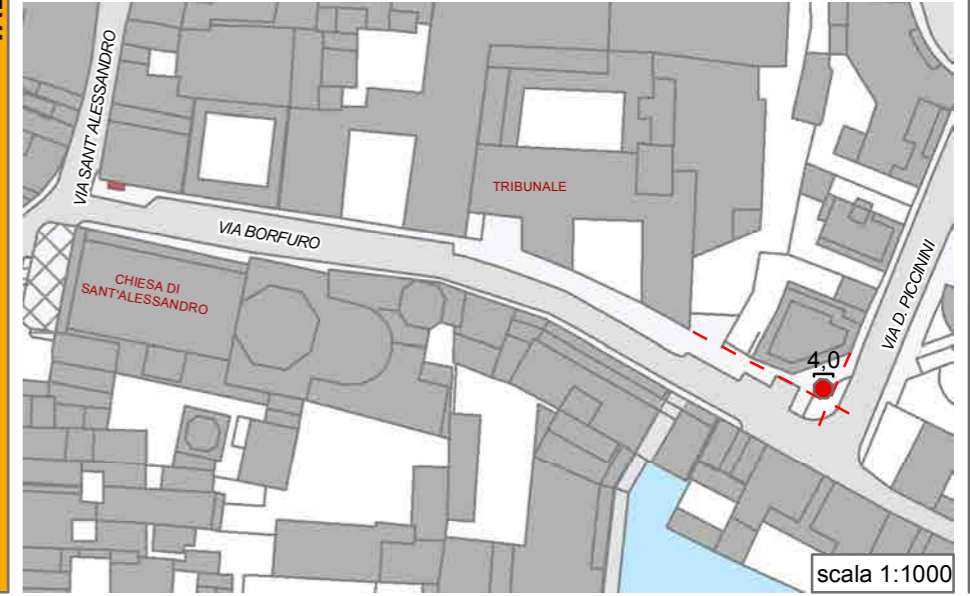 VIA SANT'ALESSANDRO
TRIBUNALE
VIA BORFURO
CHIESA DI
SANT'ALESSANDRO
VIA D. PICCININI
4,0
scala 1:1000